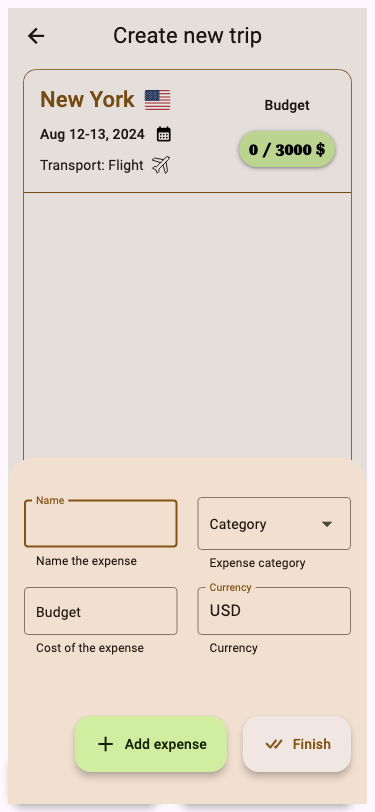 Create new trip
New York
Budget
Aug 12-13, 2024
0 / 3000 $
Transport: Flight
Name
Category
Name the expense
Expense category
Currency
Budget
USD
Cost of the expense
Currency
Add expense
Finish